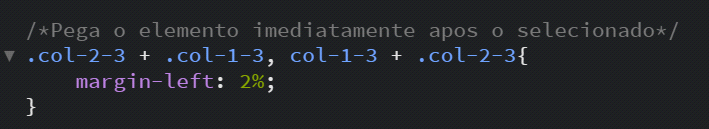 /*Pega o elemento imediatamente apos o selecionado*/
.col-2-3 + .col-1-3, col-1-3 + .col-2-3{
margin-left: 2%;
}